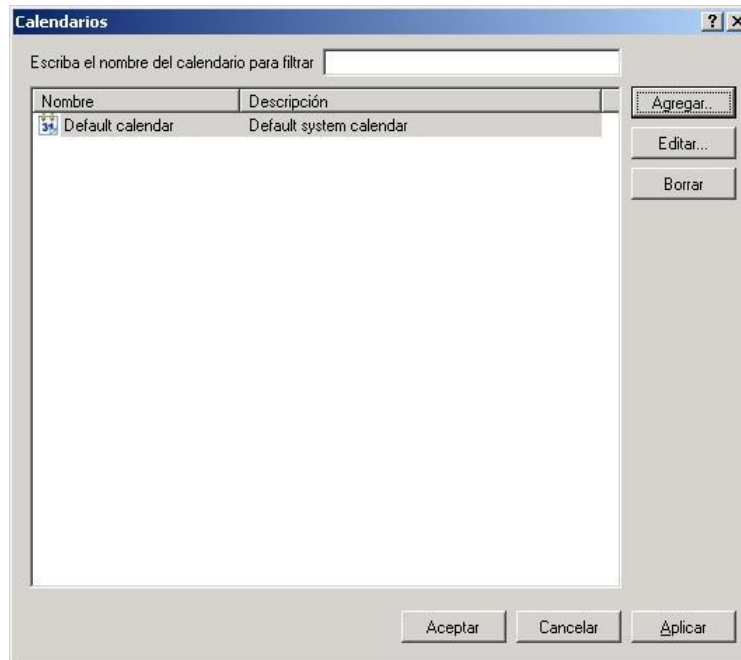 Calendarios
Escriba el nombre del calendario para filtrar
Nombre Descripción
Agregar..
31 Default calendar Default system calendar
Editar...
Borrar
Aceptar Cancelar Aplicar